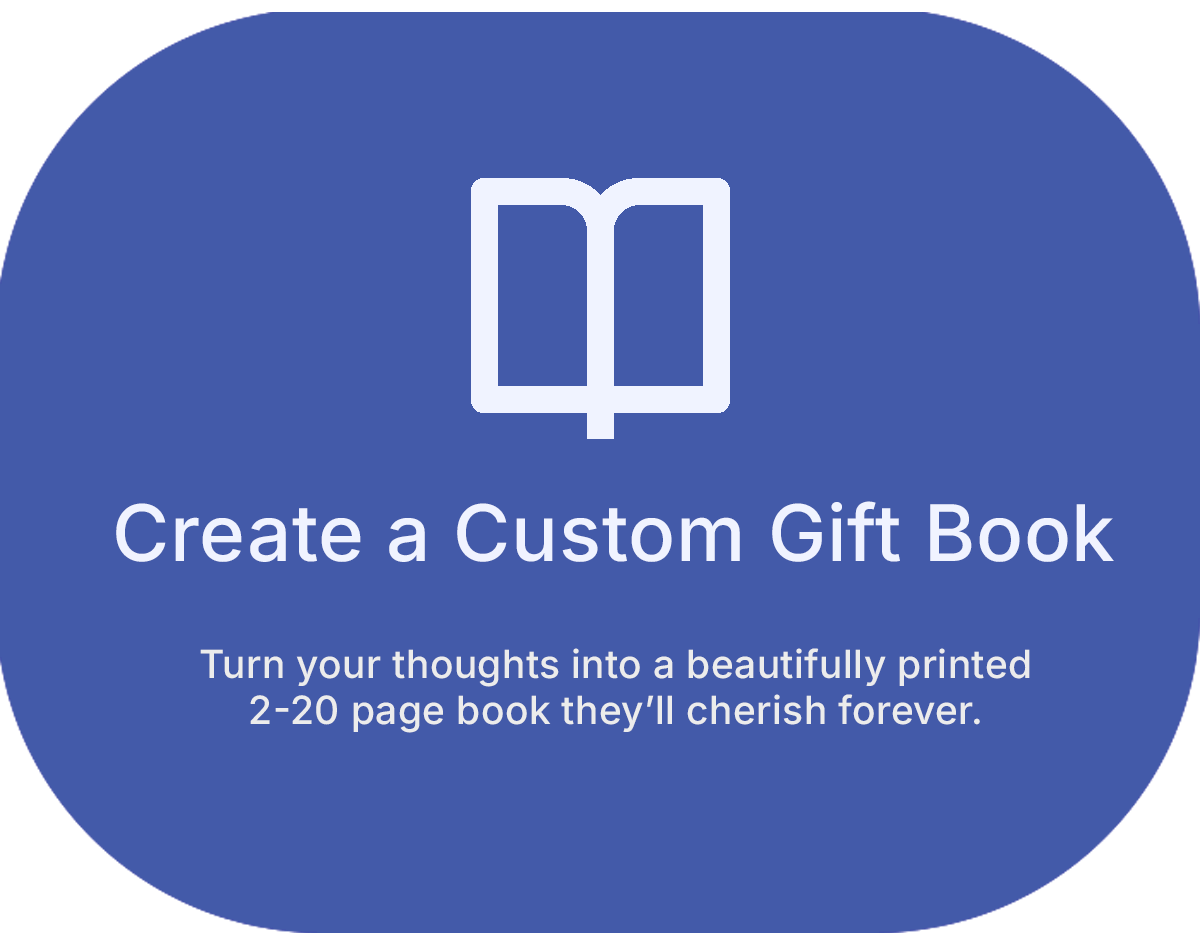 Create a Custom Gift Book
Turn your thoughts into a beautifully printed
2-20 page book they’ll cherish forever.